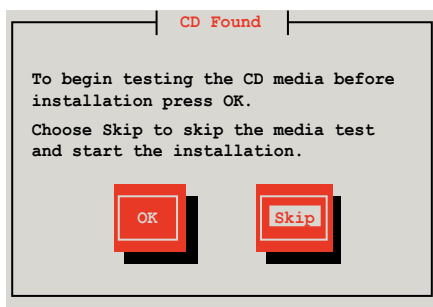 CD Found
To begin testing the CD media before
installation press OK.
Choose Skip to skip the media test
and start the installation.
OK
Skip